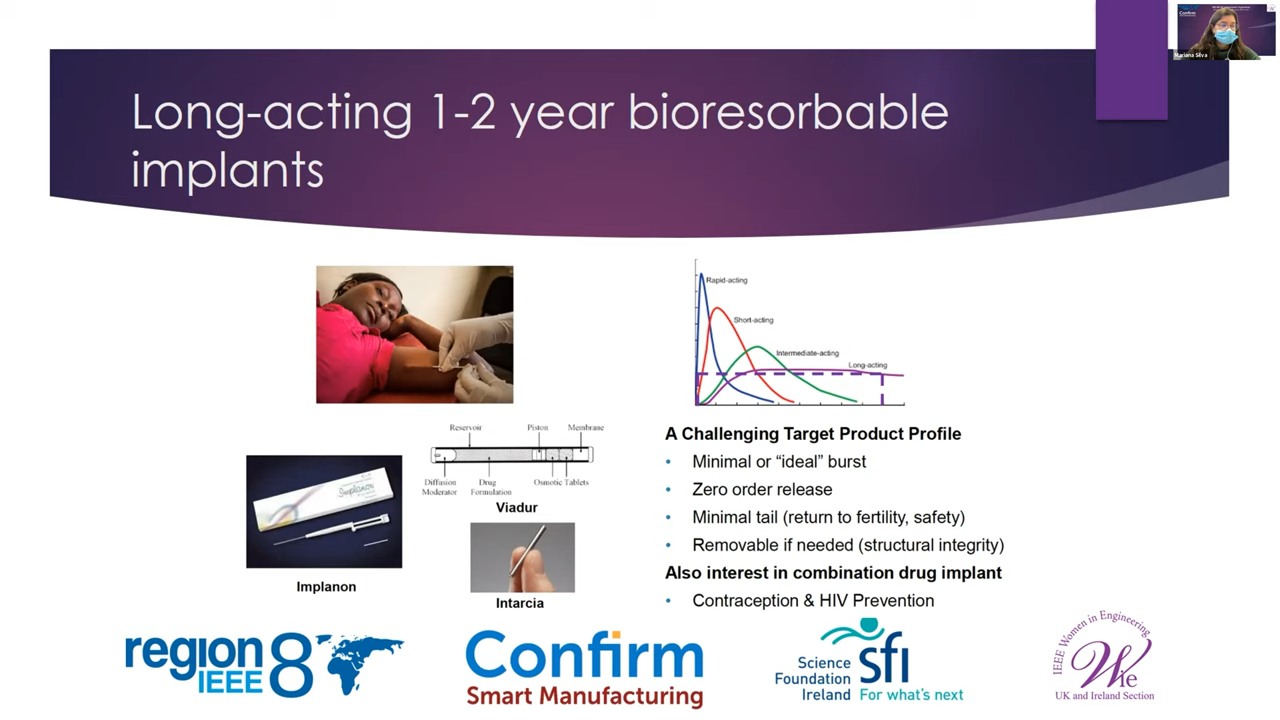 Mariana Silva
Long-acting 1-2 year bioresorbable
implants
Rapid-acting
Short-acting
Intermediate-acting
Long-acting
Reservoir
Piston
Membrane
Diffusion
Moderator
Drug
Formulation
Osmotic Tablets
Viadur
Implanon
Implanon
Intarcia
A Challenging Target Product Profile
• Minimal or “ideal” burst
• Zero order release
• Minimal tail (return to fertility, safety)
• Removable if needed (structural integrity)
Also interest in combination drug implant
• Contraception & HIV Prevention
region 8
IEEE
Confirm
Smart Manufacturing
Science
Foundation
Ireland
sfi
For what's next
IEEE Women in Engineering
Wie
UK and Ireland Section